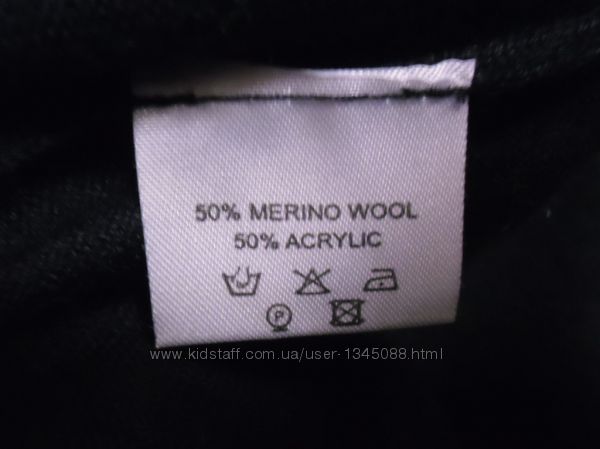 50% MERINO WOOL
50% ACRYLIC
P
www.kidstaff.com.ua/user-1345088.html